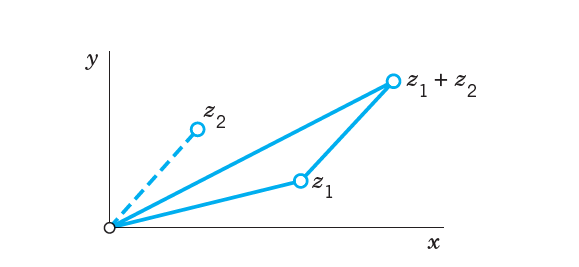 y
z₁ + z₂
z₂
z₁
x